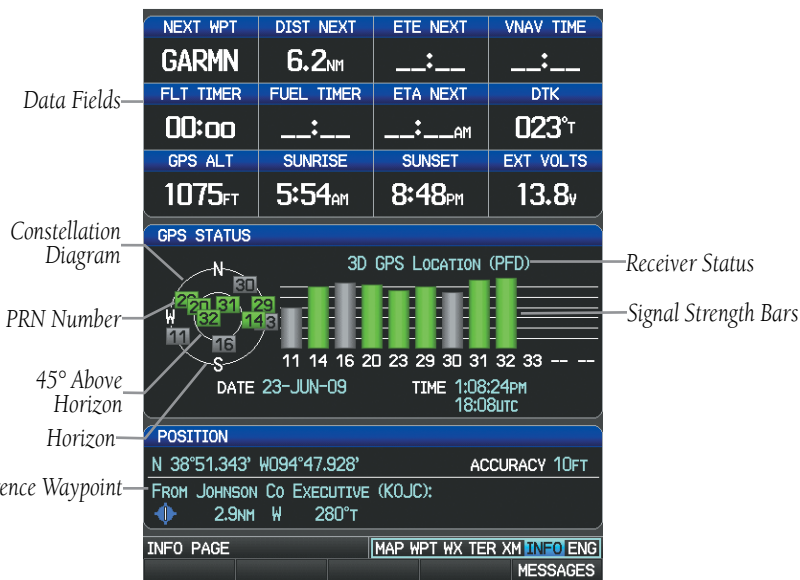 NEXT WPT DIST NEXT ETE NEXT VNAV TIME
GARMN 6.2NM __:__ __:__
Data Fields
FLT TIMER FUEL TIMER ETA NEXT DTK
00:00 __:__ __:__AM 023°T
GPS ALT SUNRISE SUNSET EXT VOLTS
1075FT 5:54AM 8:48PM 13.8V
Constellation
Diagram
GPS STATUS
3D GPS LOCATION (PFD)
Receiver Status
N
30
20 31 29
PRN Number
W 32 14 3
Signal Strength Bars
11 16
S
11 14 16 20 23 29 30 31 32 33 -- --
45° Above
Horizon
DATE 23-JUN-09 TIME 1:08:24PM
18:08UTC
Horizon
POSITION
N 38°51.343' W094°47.928' ACCURACY 10FT
ence Waypoint
FROM JOHNSON CO EXECUTIVE (KOJC):
2.9NM W 280°T
INFO PAGE MAP WPT WX TER XM INFO ENG
MESSAGES